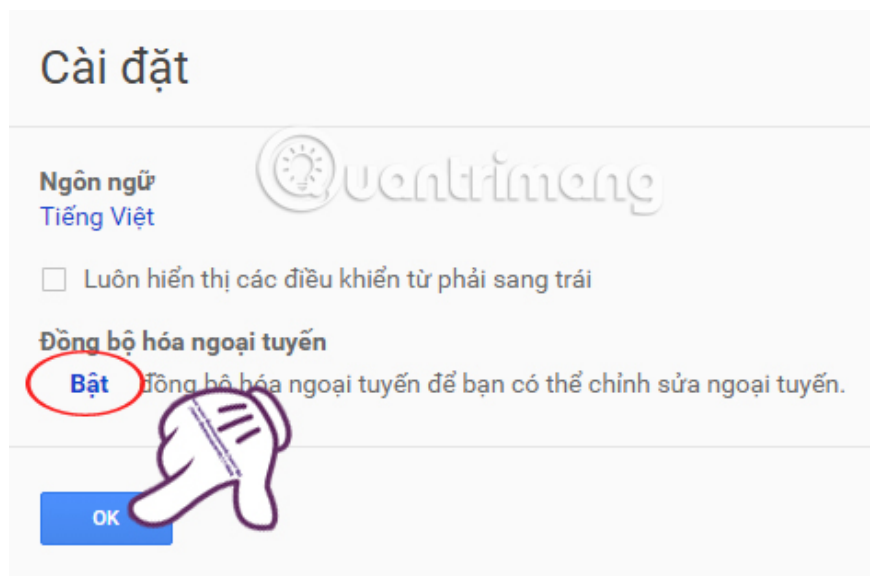 Cài đặt
Quantrimang
Ngôn ngữ
Tiếng Việt
Luôn hiển thị các điều khiển từ phải sang trái
Đồng bộ hóa ngoại tuyến
Bật đồng bộ hóa ngoại tuyến để bạn có thể chỉnh sửa ngoại tuyến.
OK